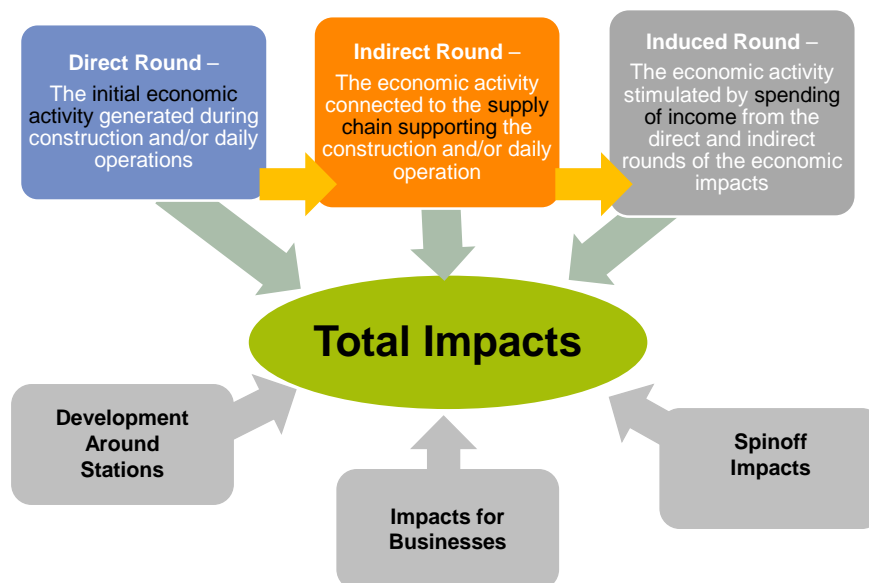 Direct Round –
The initial economic
activity generated during
construction and/or daily
operations
Indirect Round –
The economic activity
connected to the supply
chain supporting the
construction and/or daily
operation
Induced Round –
The economic activity
stimulated by spending
of income from the
direct and indirect
rounds of the economic
impacts
Total Impacts
Development
Around
Stations
Impacts for
Businesses
Spinoff
Impacts